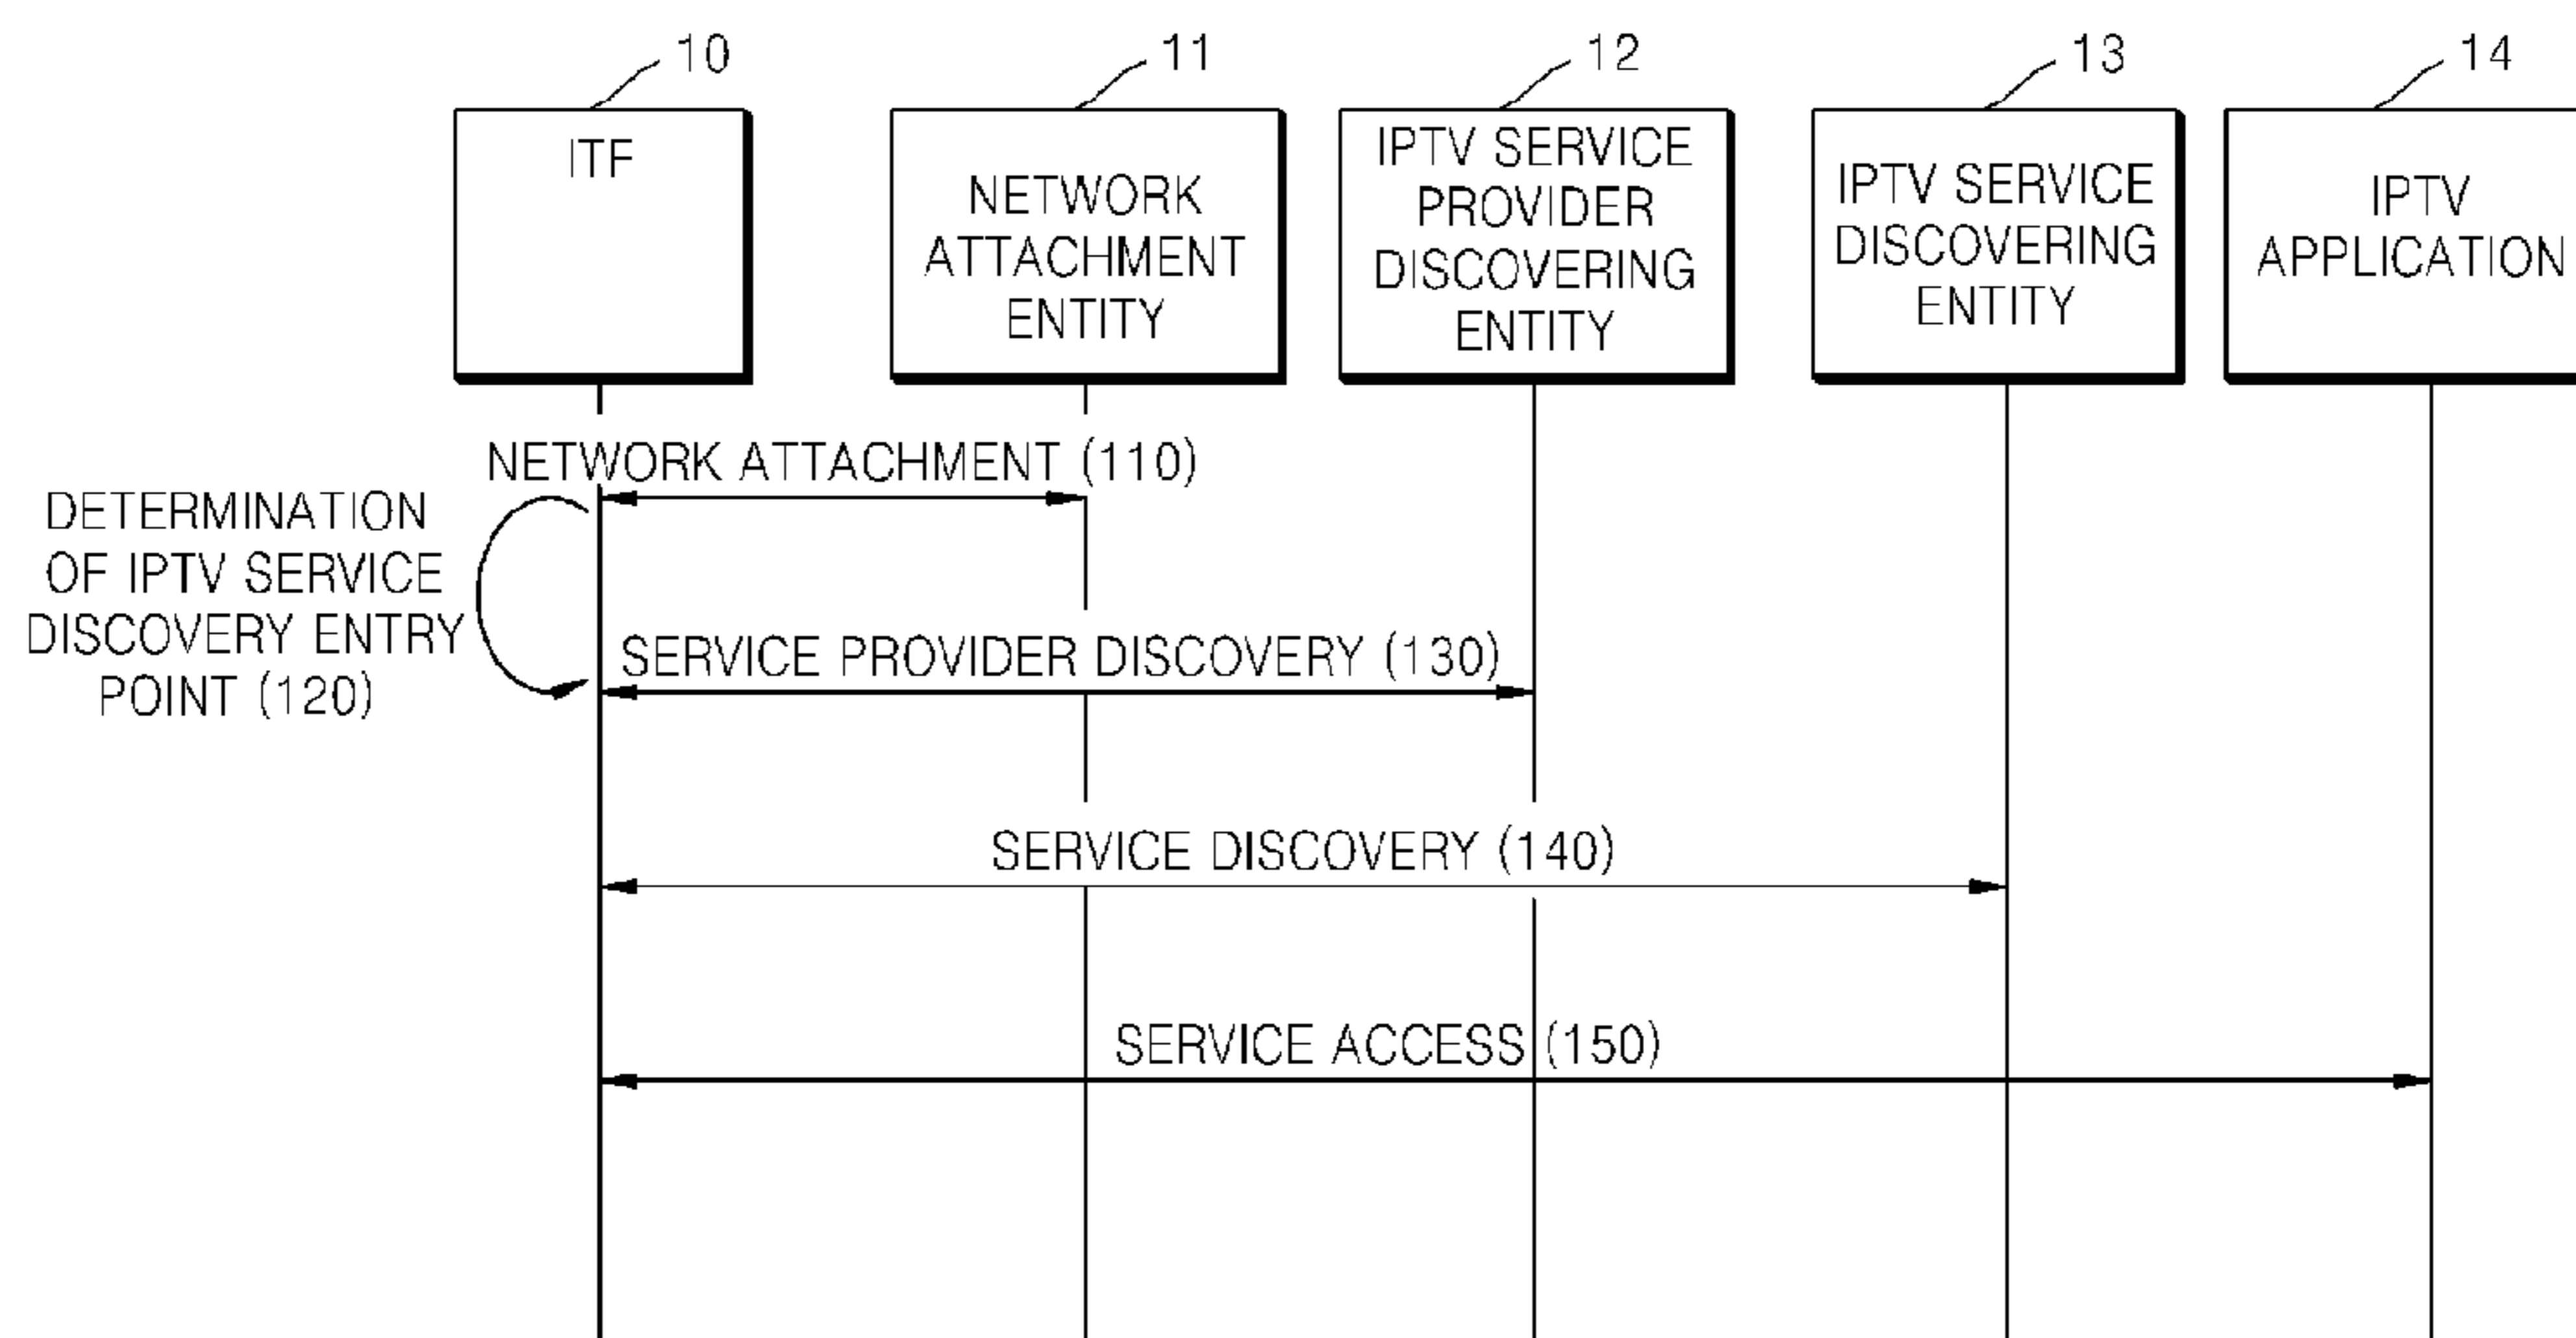 10
11
12
13
14
ITF
NETWORK
ATTACHMENT
ENTITY
IPTV SERVICE
PROVIDER
DISCOVERING
ENTITY
IPTV SERVICE
DISCOVERING
ENTITY
IPTV
APPLICATION
NETWORK ATTACHMENT (110)
DETERMINATION
OF IPTV SERVICE
DISCOVERY ENTRY
POINT (120)
SERVICE PROVIDER DISCOVERY (130)
SERVICE DISCOVERY (140)
SERVICE ACCESS (150)